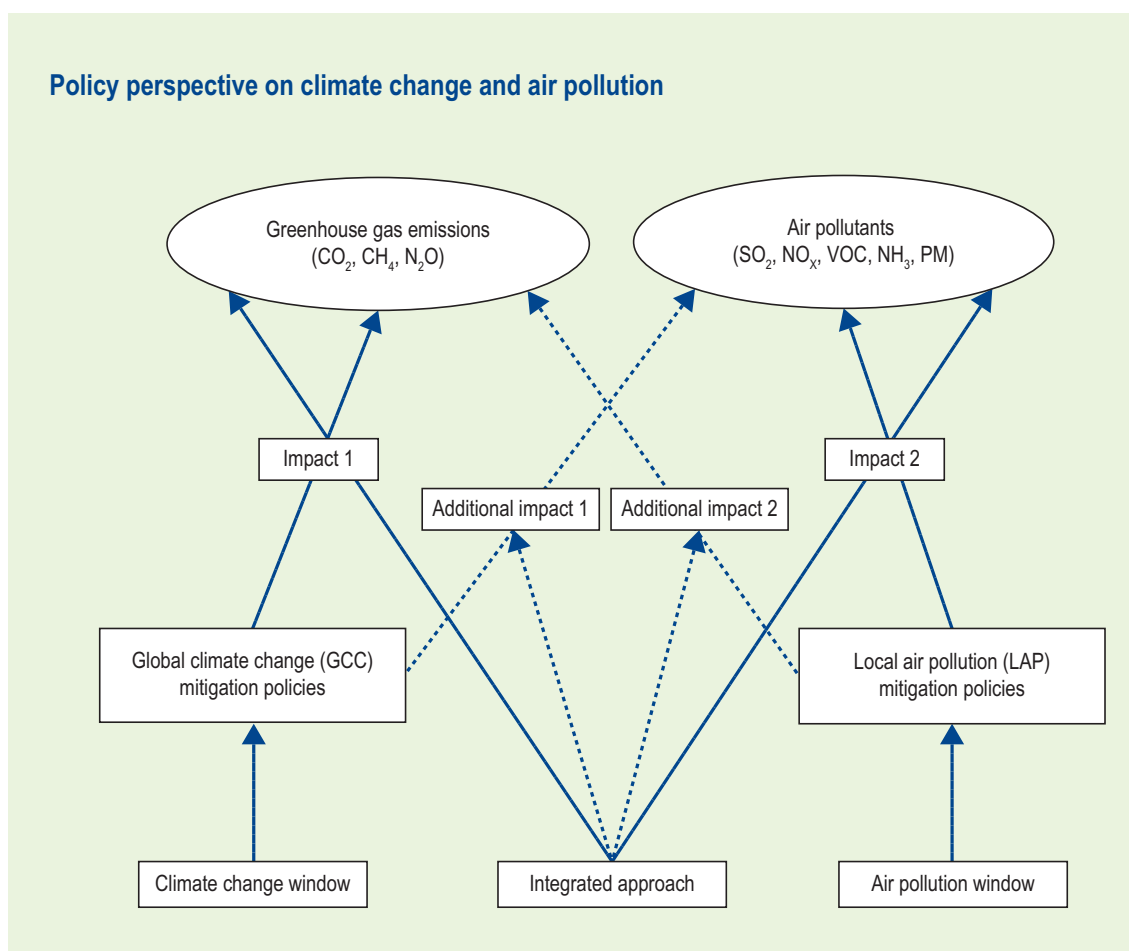 Policy perspective on climate change and air pollution
Greenhouse gas emissions
(CO₂, CH₄, N₂O)
Air pollutants
(SO₂, NOₓ, VOC, NH₃, PM)
Impact 1
Impact 2
Additional impact 1
Additional impact 2
Global climate change (GCC)
mitigation policies
Local air pollution (LAP)
mitigation policies
Climate change window
Integrated approach
Air pollution window